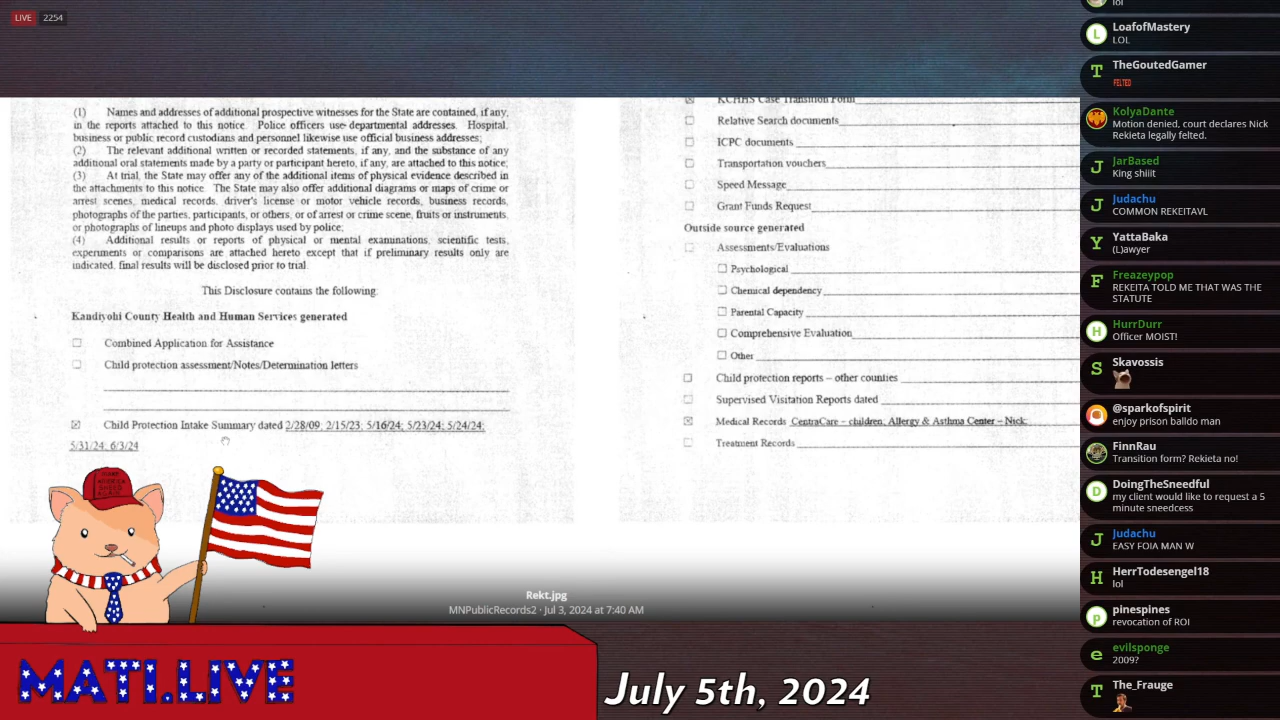 LIVE 2254
(1) Names and addresses of additional prospective witnesses for the State are contained, if any,
in the reports attached to this notice. Police officers use departmental addresses. Hospital,
business or public record custodians and personnel likewise use official business addresses;
(2) The relevant additional written or recorded statements, if any, and the substance of any
additional oral statements made by a party or participant hereto, if any, are attached to this notice;
(3) At trial, the State may offer any of the additional items of physical evidence described in
the attachments to this notice. The State may also offer additional diagrams or maps of crime or
arrest scenes, medical records, driver's license or motor vehicle records, business records,
photographs of the parties, participants, or others, or of arrest or crime scene, fruits or instruments,
or photographs of lineups and photo displays used by police;
(4) Additional results or reports of physical or mental examinations, scientific tests,
experiments or comparisons are attached hereto except that if preliminary results only are
indicated, final results will be disclosed prior to trial.
This Disclosure contains the following:
Kandiyohi County Health and Human Services generated
Combined Application for Assistance
Child protection assessment/Notes/Determination letters
Child Protection Intake Summary dated 2/28/09; 2/15/23; 5/16/24; 5/23/24; 5/24/24;
5/31/24; 6/3/24
KCHHS Case Transition Form
Relative Search documents
ICPC documents
Transportation vouchers
Speed Message
Grant Funds Request
Outside source generated
Assessments/Evaluations
Psychological
Chemical dependency
Parental Capacity
Comprehensive Evaluation
Other
Child protection reports – other counties
Supervised Visitation Reports dated
Medical Records CentraCare – children; Allergy & Asthma Center – Nick;
Treatment Records
Rekt.jpg
MNPublicRecords2 · Jul 3, 2024 at 7:40 AM
MATI.LIVE
July 5th, 2024
lol
L LoafofMastery
LOL
T TheGoutedGamer
FELTED
KolyaDante
Motion denied, court declares Nick
Rekieta legally felted.
J JarBased
King shiiit
J Judachu
COMMON REKEITAVL
Y YattaBaka
(L)awyer
F Freazeypop
REKEITA TOLD ME THAT WAS THE
STATUTE
H HurrDurr
Officer MOIST!
S Skavossis
@sparkofspirit
enjoy prison balldo man
FinnRau
Transition form? Rekieta no!
D DoingTheSneedful
my client would like to request a 5
minute sneedcess
J Judachu
EASY FOIA MAN W
H HerrTodesengel18
lol
p pinespines
revocation of ROI
e evilsponge
2009?
T The_Frauge